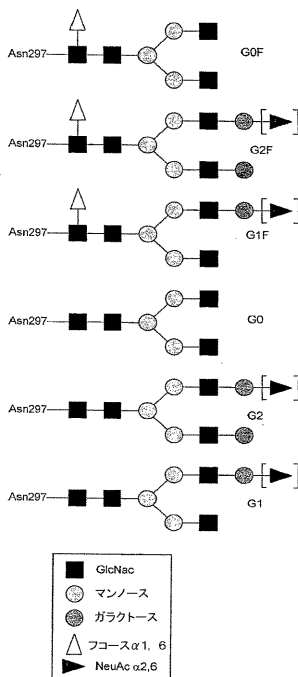 Asn297
G0F
Asn297
G2F
Asn297
G1F
Asn297
G0
Asn297
G2
Asn297
G1
GlcNac
マンノース
ガラクトース
フコースα1, 6
NeuAc α2,6